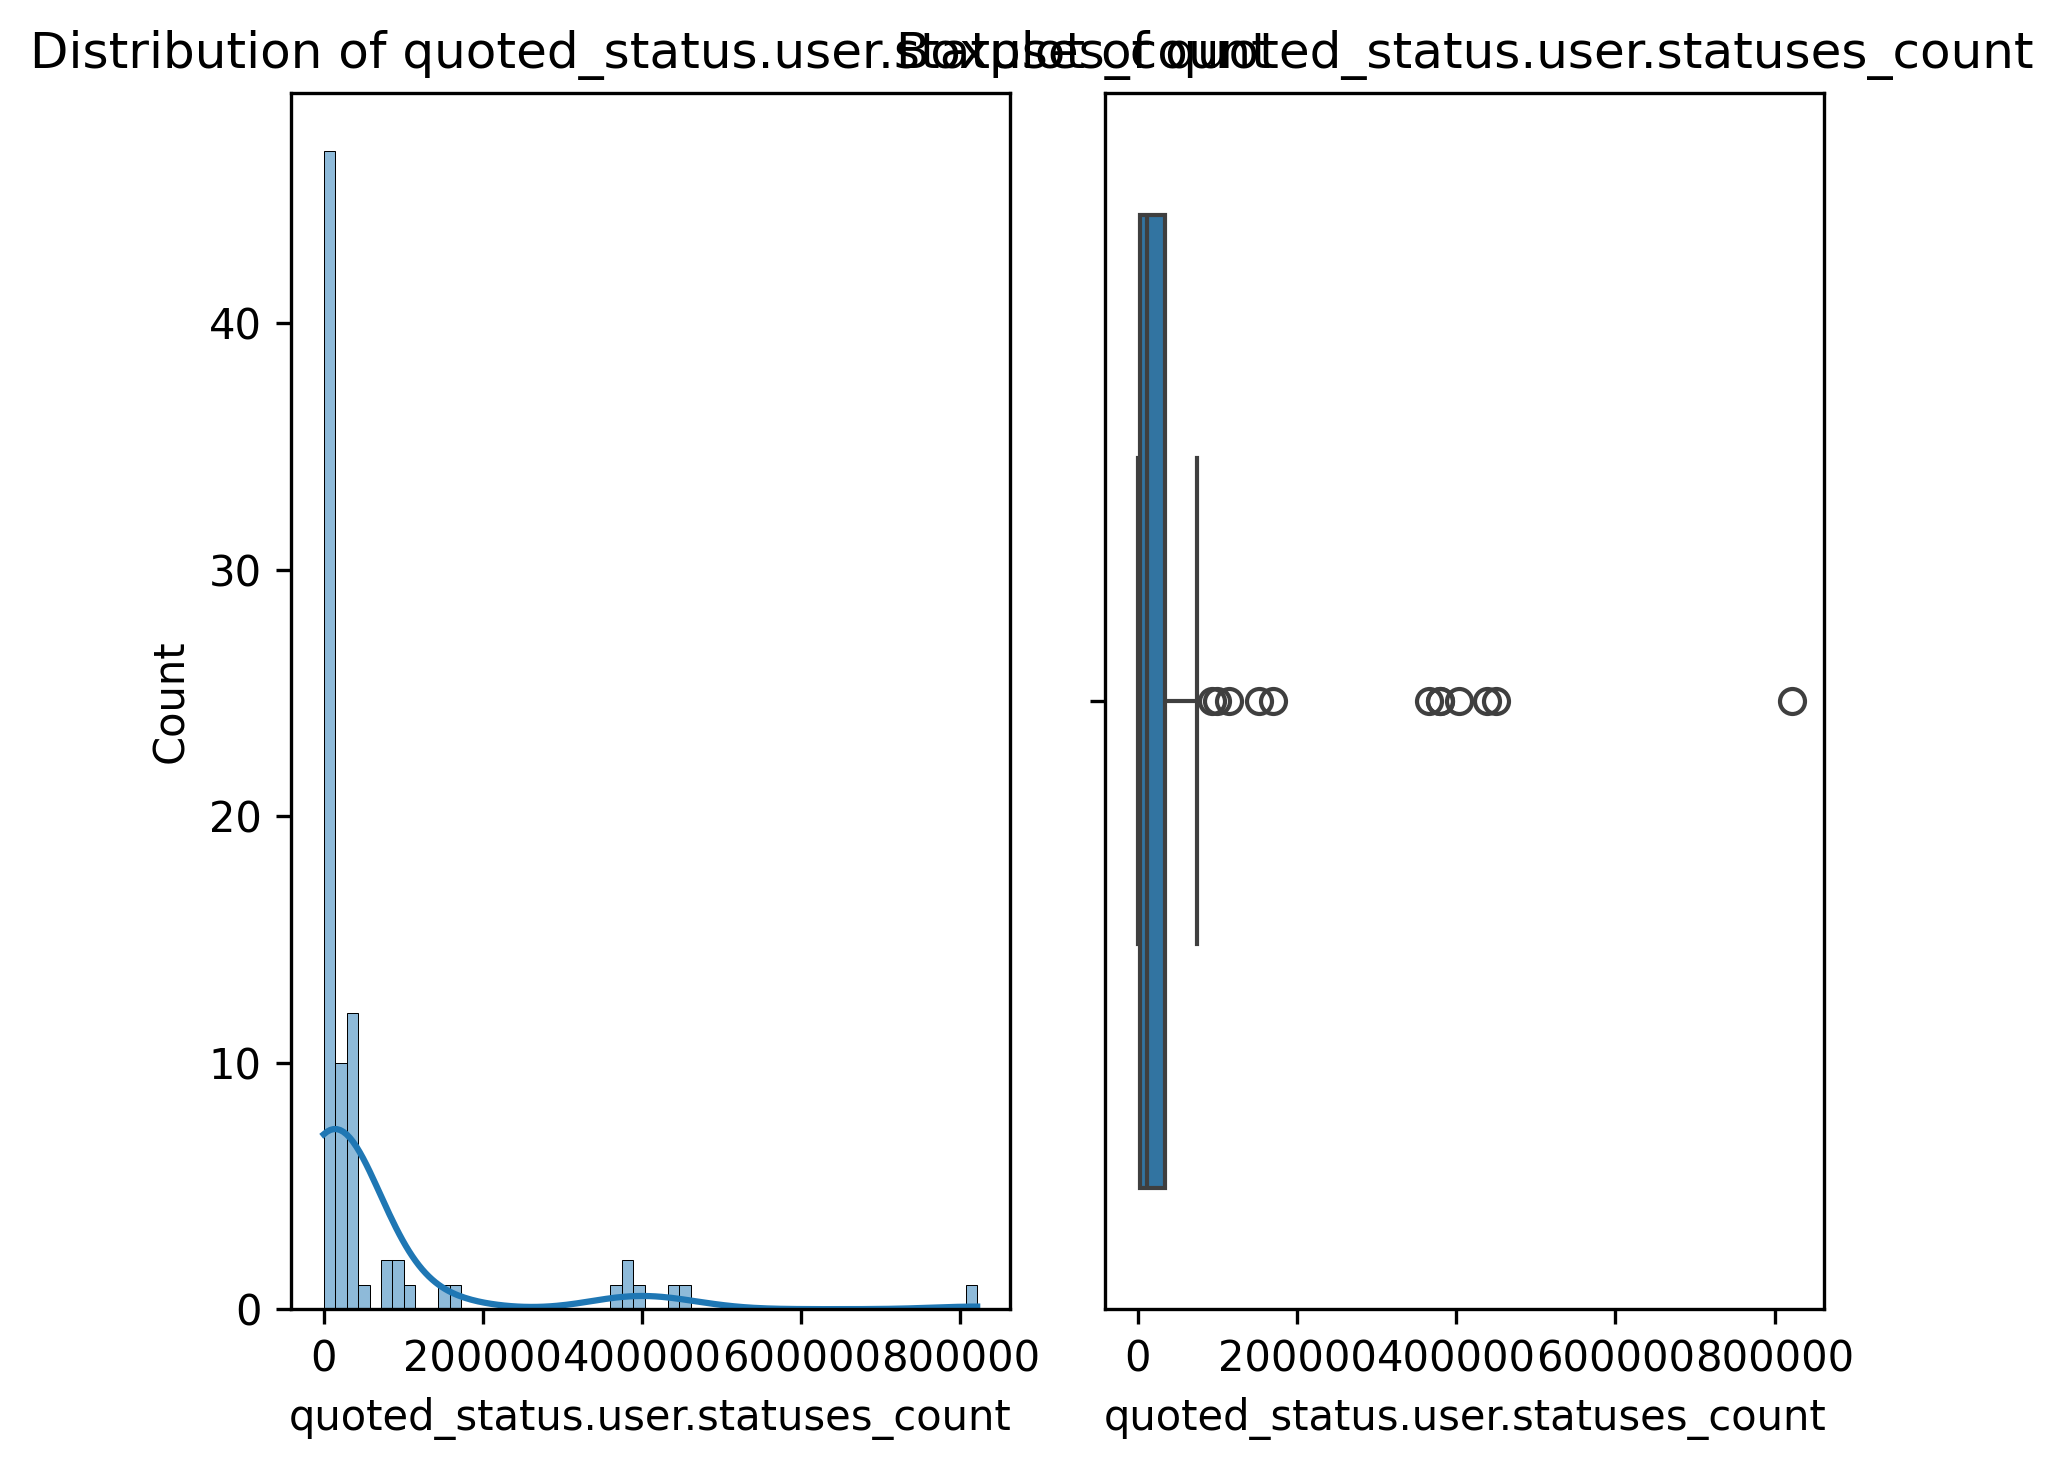 Distribution of quoted_status.user.statuses_count
Boxplot of quoted_status.user.statuses_count
Count
40
30
20
10
0
0 200000 400000 600000 800000
quoted_status.user.statuses_count
0 200000 400000 600000 800000
quoted_status.user.statuses_count